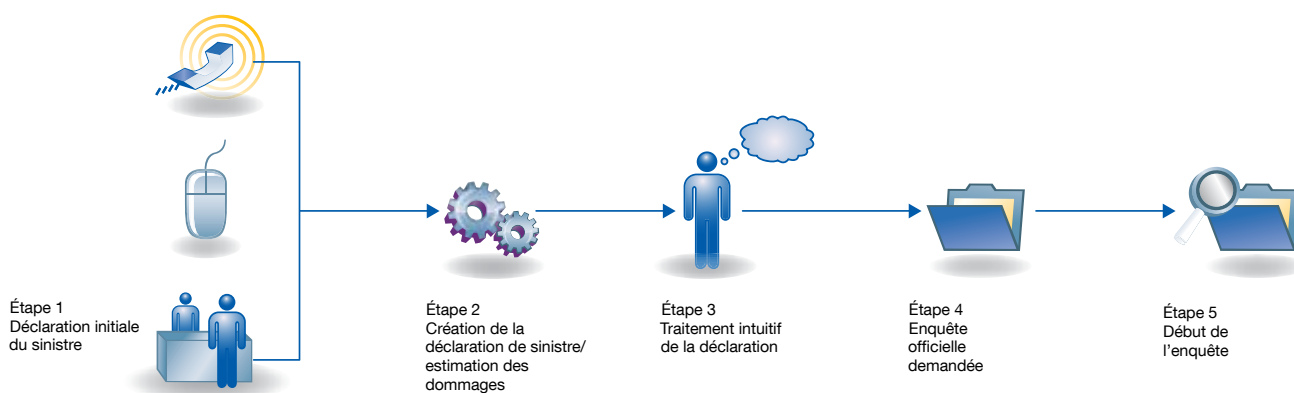 Étape 1
Déclaration initiale
du sinistre
Étape 2
Création de la
déclaration de sinistre/
estimation des
dommages
Étape 3
Traitement intuitif
de la déclaration
Étape 4
Enquête
officielle
demandée
Étape 5
Début de
l’enquête